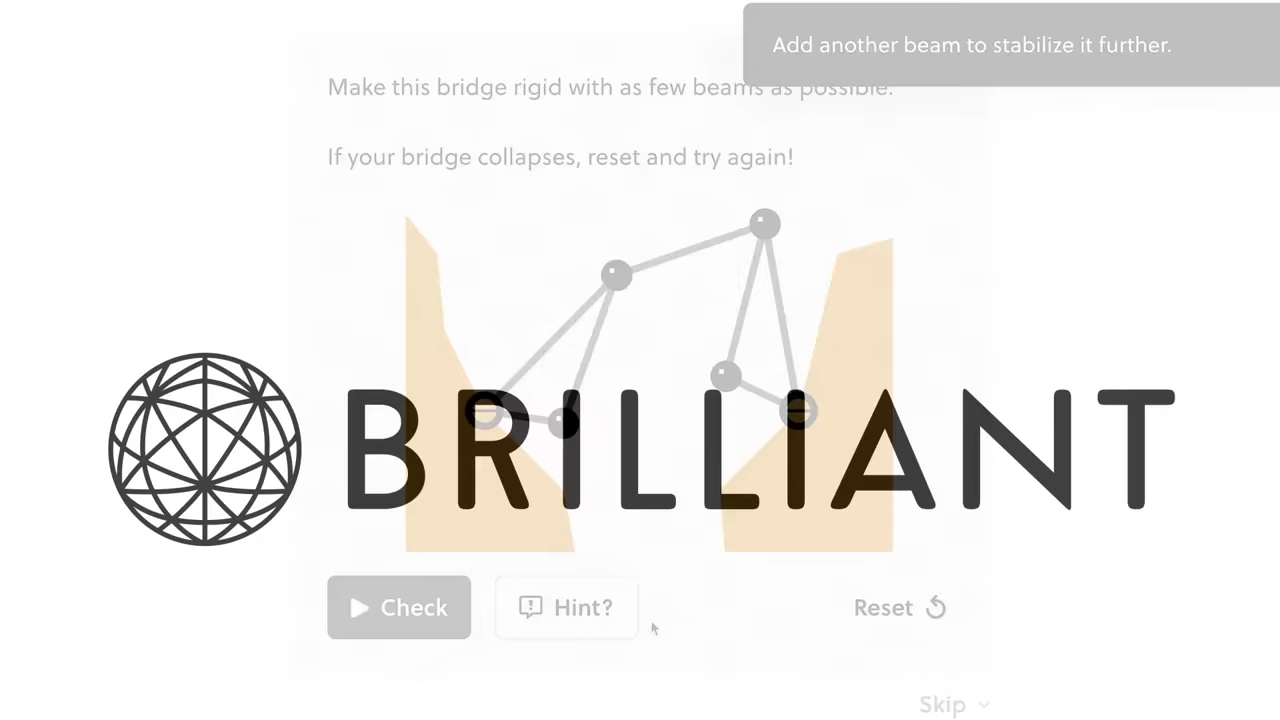 Add another beam to stabilize it further.
Make this bridge rigid with as few beams as possible.
If your bridge collapses, reset and try again!
BRILLIANT
Check
Hint?
Reset
Skip